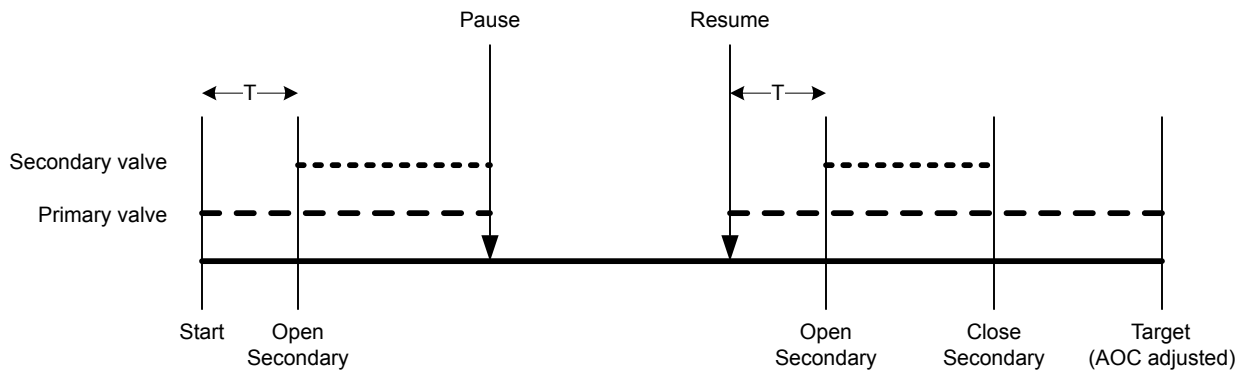 Pause
Resume
T
T
Secondary valve
Primary valve
Start
Open
Secondary
Open
Secondary
Close
Secondary
Target
(AOC adjusted)